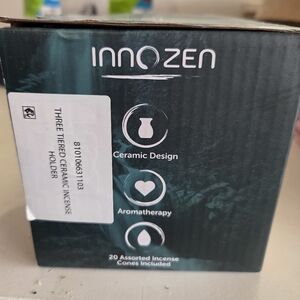 INNOZEN
Ceramic Design
Aromatherapy
20 Assorted Incense
Cones Included
810106631103
THREE TIERED CERAMIC INCENSE
HOLDER